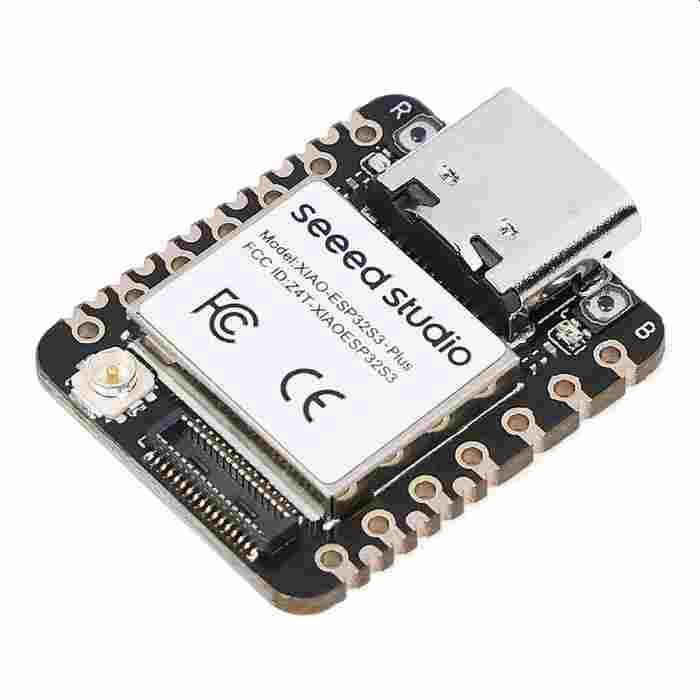 R
seeed studio
Model:XIAO-ESP32S3-Plus
FCC ID:Z4T-XIAOESP32S3
FC CE
B